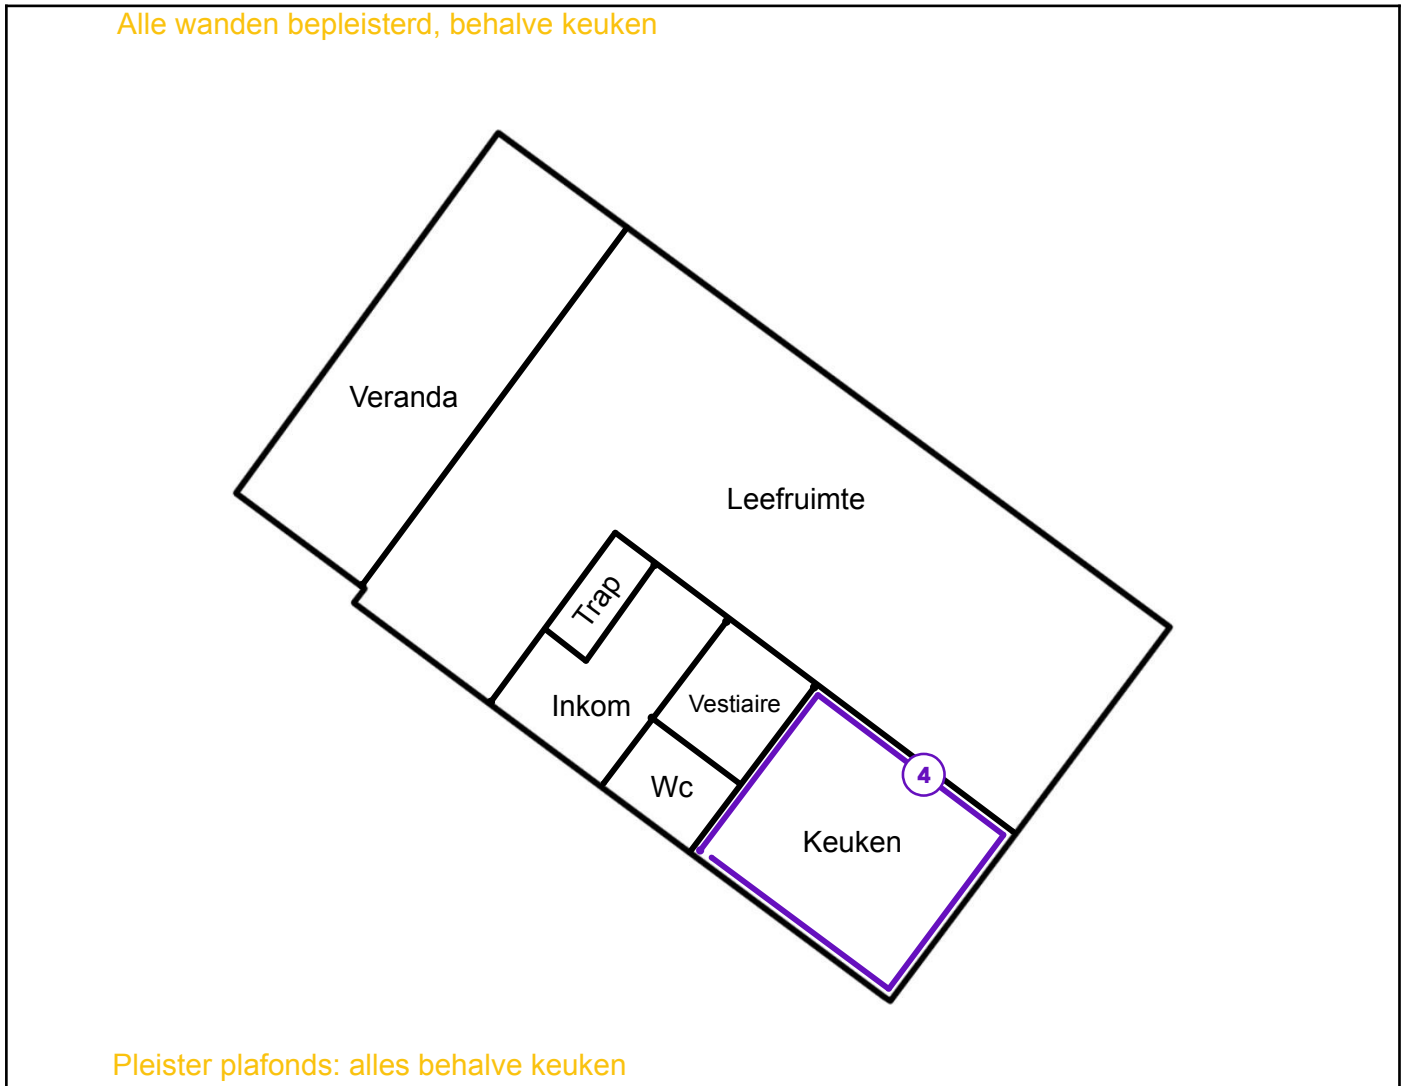 Alle wanden bepleisterd, behalve keuken
Veranda
Leefruimte
Trap
Inkom
Vestiaire
Wc
4
Keuken
Pleister plafonds: alles behalve keuken